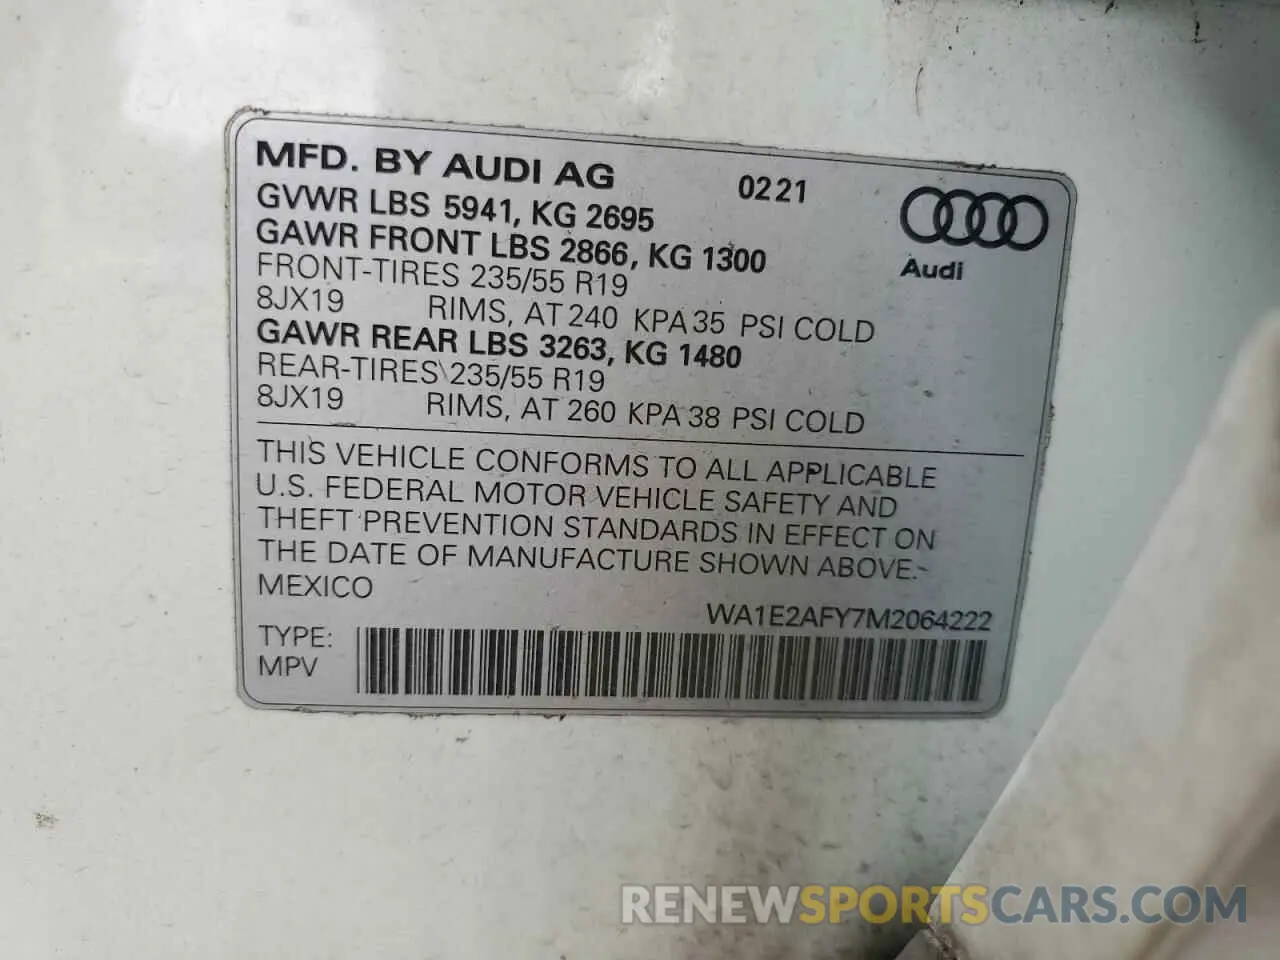 MFD. BY AUDI AG 0221
GVWR LBS 5941, KG 2695
GAWR FRONT LBS 2866, KG 1300
Audi
FRONT-TIRES 235/55 R19
8JX19 RIMS, AT 240 KPA 35 PSI COLD
GAWR REAR LBS 3263, KG 1480
REAR-TIRES 235/55 R19
8JX19 RIMS, AT 260 KPA 38 PSI COLD
THIS VEHICLE CONFORMS TO ALL APPLICABLE
U.S. FEDERAL MOTOR VEHICLE SAFETY AND
THEFT PREVENTION STANDARDS IN EFFECT ON
THE DATE OF MANUFACTURE SHOWN ABOVE.
MEXICO
WA1E2AFY7M2064222
TYPE:
MPV
RENEWSPORTSCARS.COM